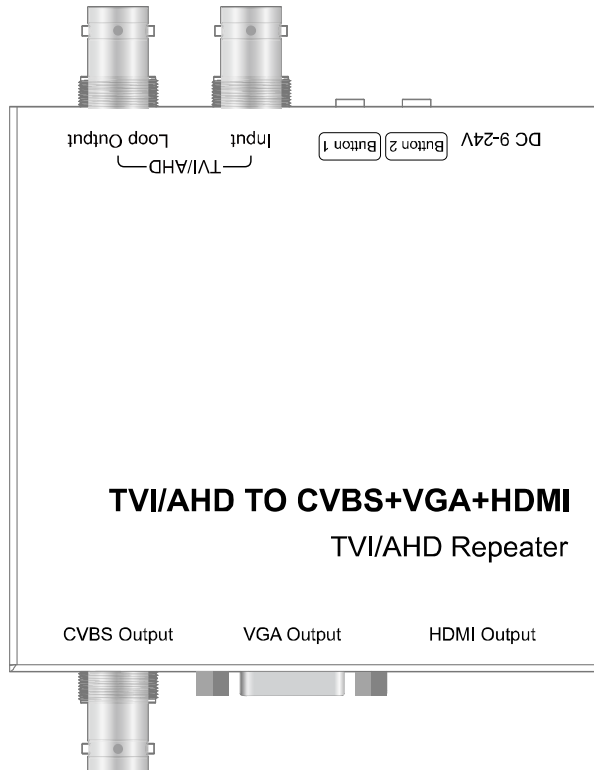 Loop Output Input Button 1 Button 2 DC 9-24V
TVI/AHD
TVI/AHD TO CVBS+VGA+HDMI
TVI/AHD Repeater
CVBS Output VGA Output HDMI Output